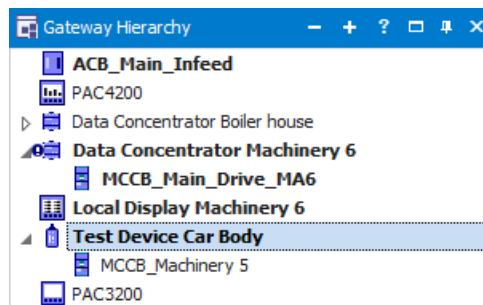 Gateway Hierarchy
ACB_Main_Infeed
PAC4200
Data Concentrator Boiler house
Data Concentrator Machinery 6
MCCB_Main_Drive_MA6
Local Display Machinery 6
Test Device Car Body
MCCB_Machinery 5
PAC3200